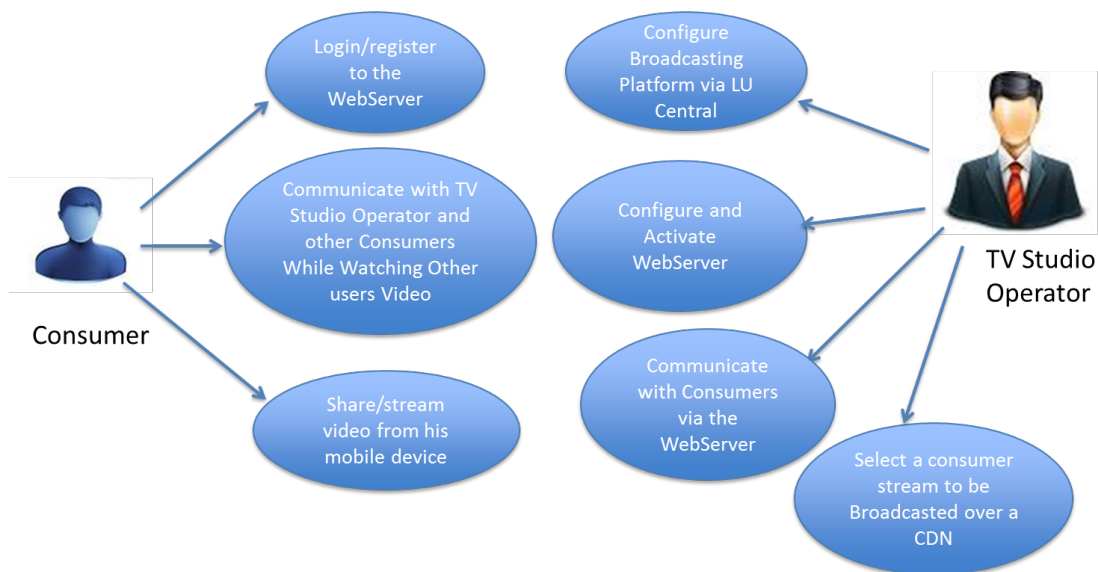 Login/register
to the
WebServer
Communicate with TV
Studio Operator and
other Consumers
While Watching Other
users Video
Share/stream
video from his
mobile device
Consumer
Configure
Broadcasting
Platform via LU
Central
Configure and
Activate
WebServer
Communicate
with Consumers
via the
WebServer
Select a consumer
stream to be
Broadcasted over a
CDN
TV Studio
Operator